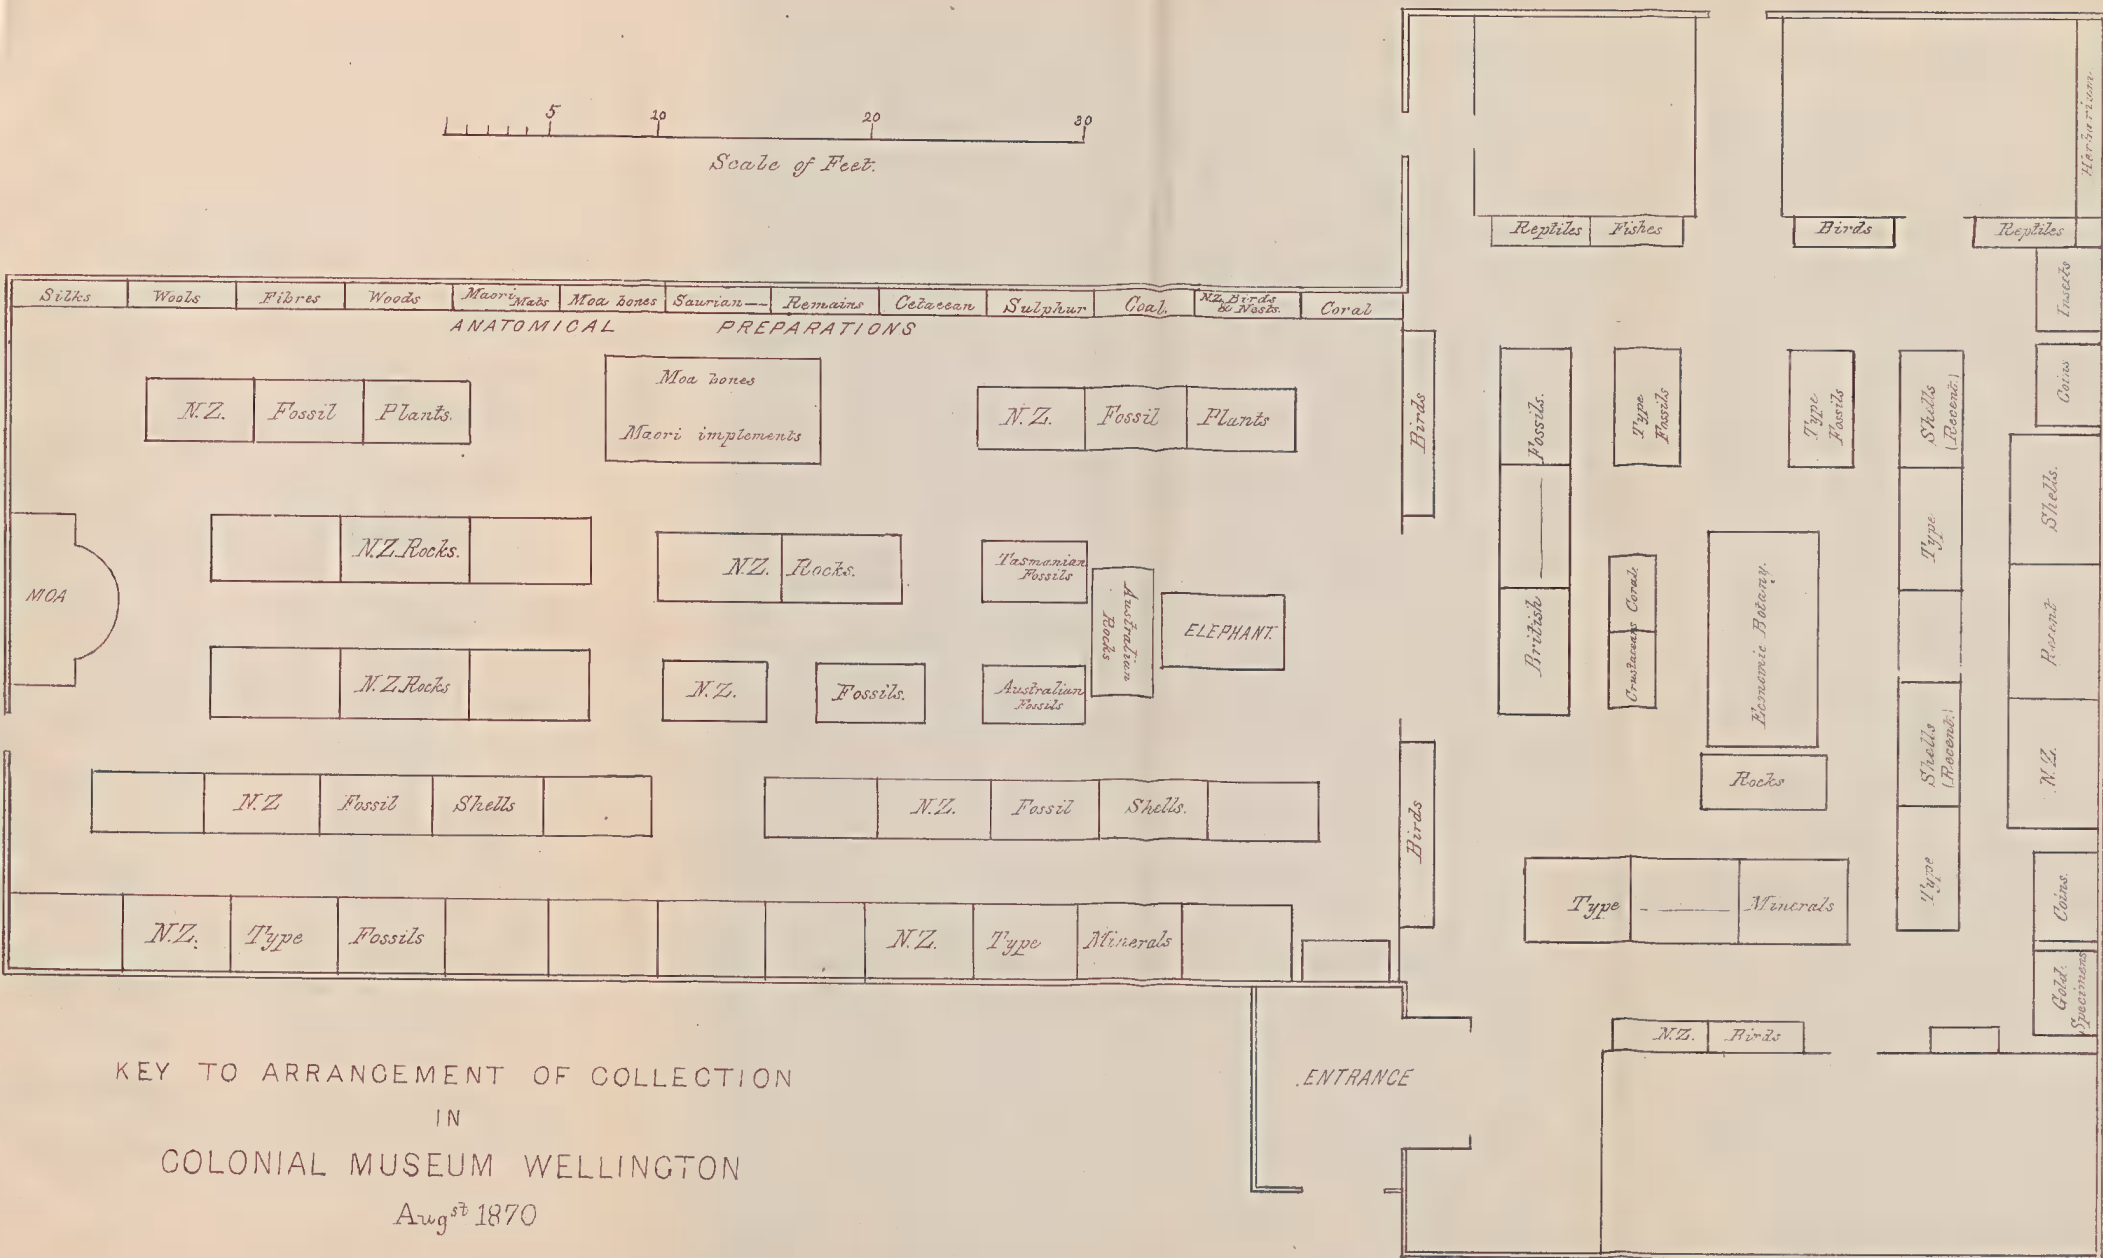 5 10 20 30
Scale of Feet.
Herbarium.
Reptiles Fishes
Birds
Reptiles
Insects
Coins
Silks Wools Fibres Woods Maori Mats Moa bones Saurian — Remains Cetacean Sulphur Coal. N.Z. Birds & Nests. Coral
ANATOMICAL PREPARATIONS
N.Z. Fossil Plants.
Moa bones
Maori implements
N.Z. Fossil Plants
N.Z. Rocks.
N.Z. Rocks.
Tasmanian
Fossils
Australian
Rocks
ELEPHANT.
MOA
N.Z. Rocks
N.Z.
Fossils.
Australian
Fossils
N.Z Fossil Shells
N.Z. Fossil Shells.
N.Z. Type Fossils
N.Z. Type Minerals
Birds
Birds
British — Fossils.
Type
Fossils
Type
Fossils
Crustaceans Corals
Economic Botany.
Rocks
Type Shells
(Recent.)
Type Shells
(Recent.)
N.Z. Recent Shells.
Type — Minerals
Coins.
Gold.
Specimens
N.Z. Birds
ENTRANCE
KEY TO ARRANGEMENT OF COLLECTION
IN
COLONIAL MUSEUM WELLINGTON
Augst 1870